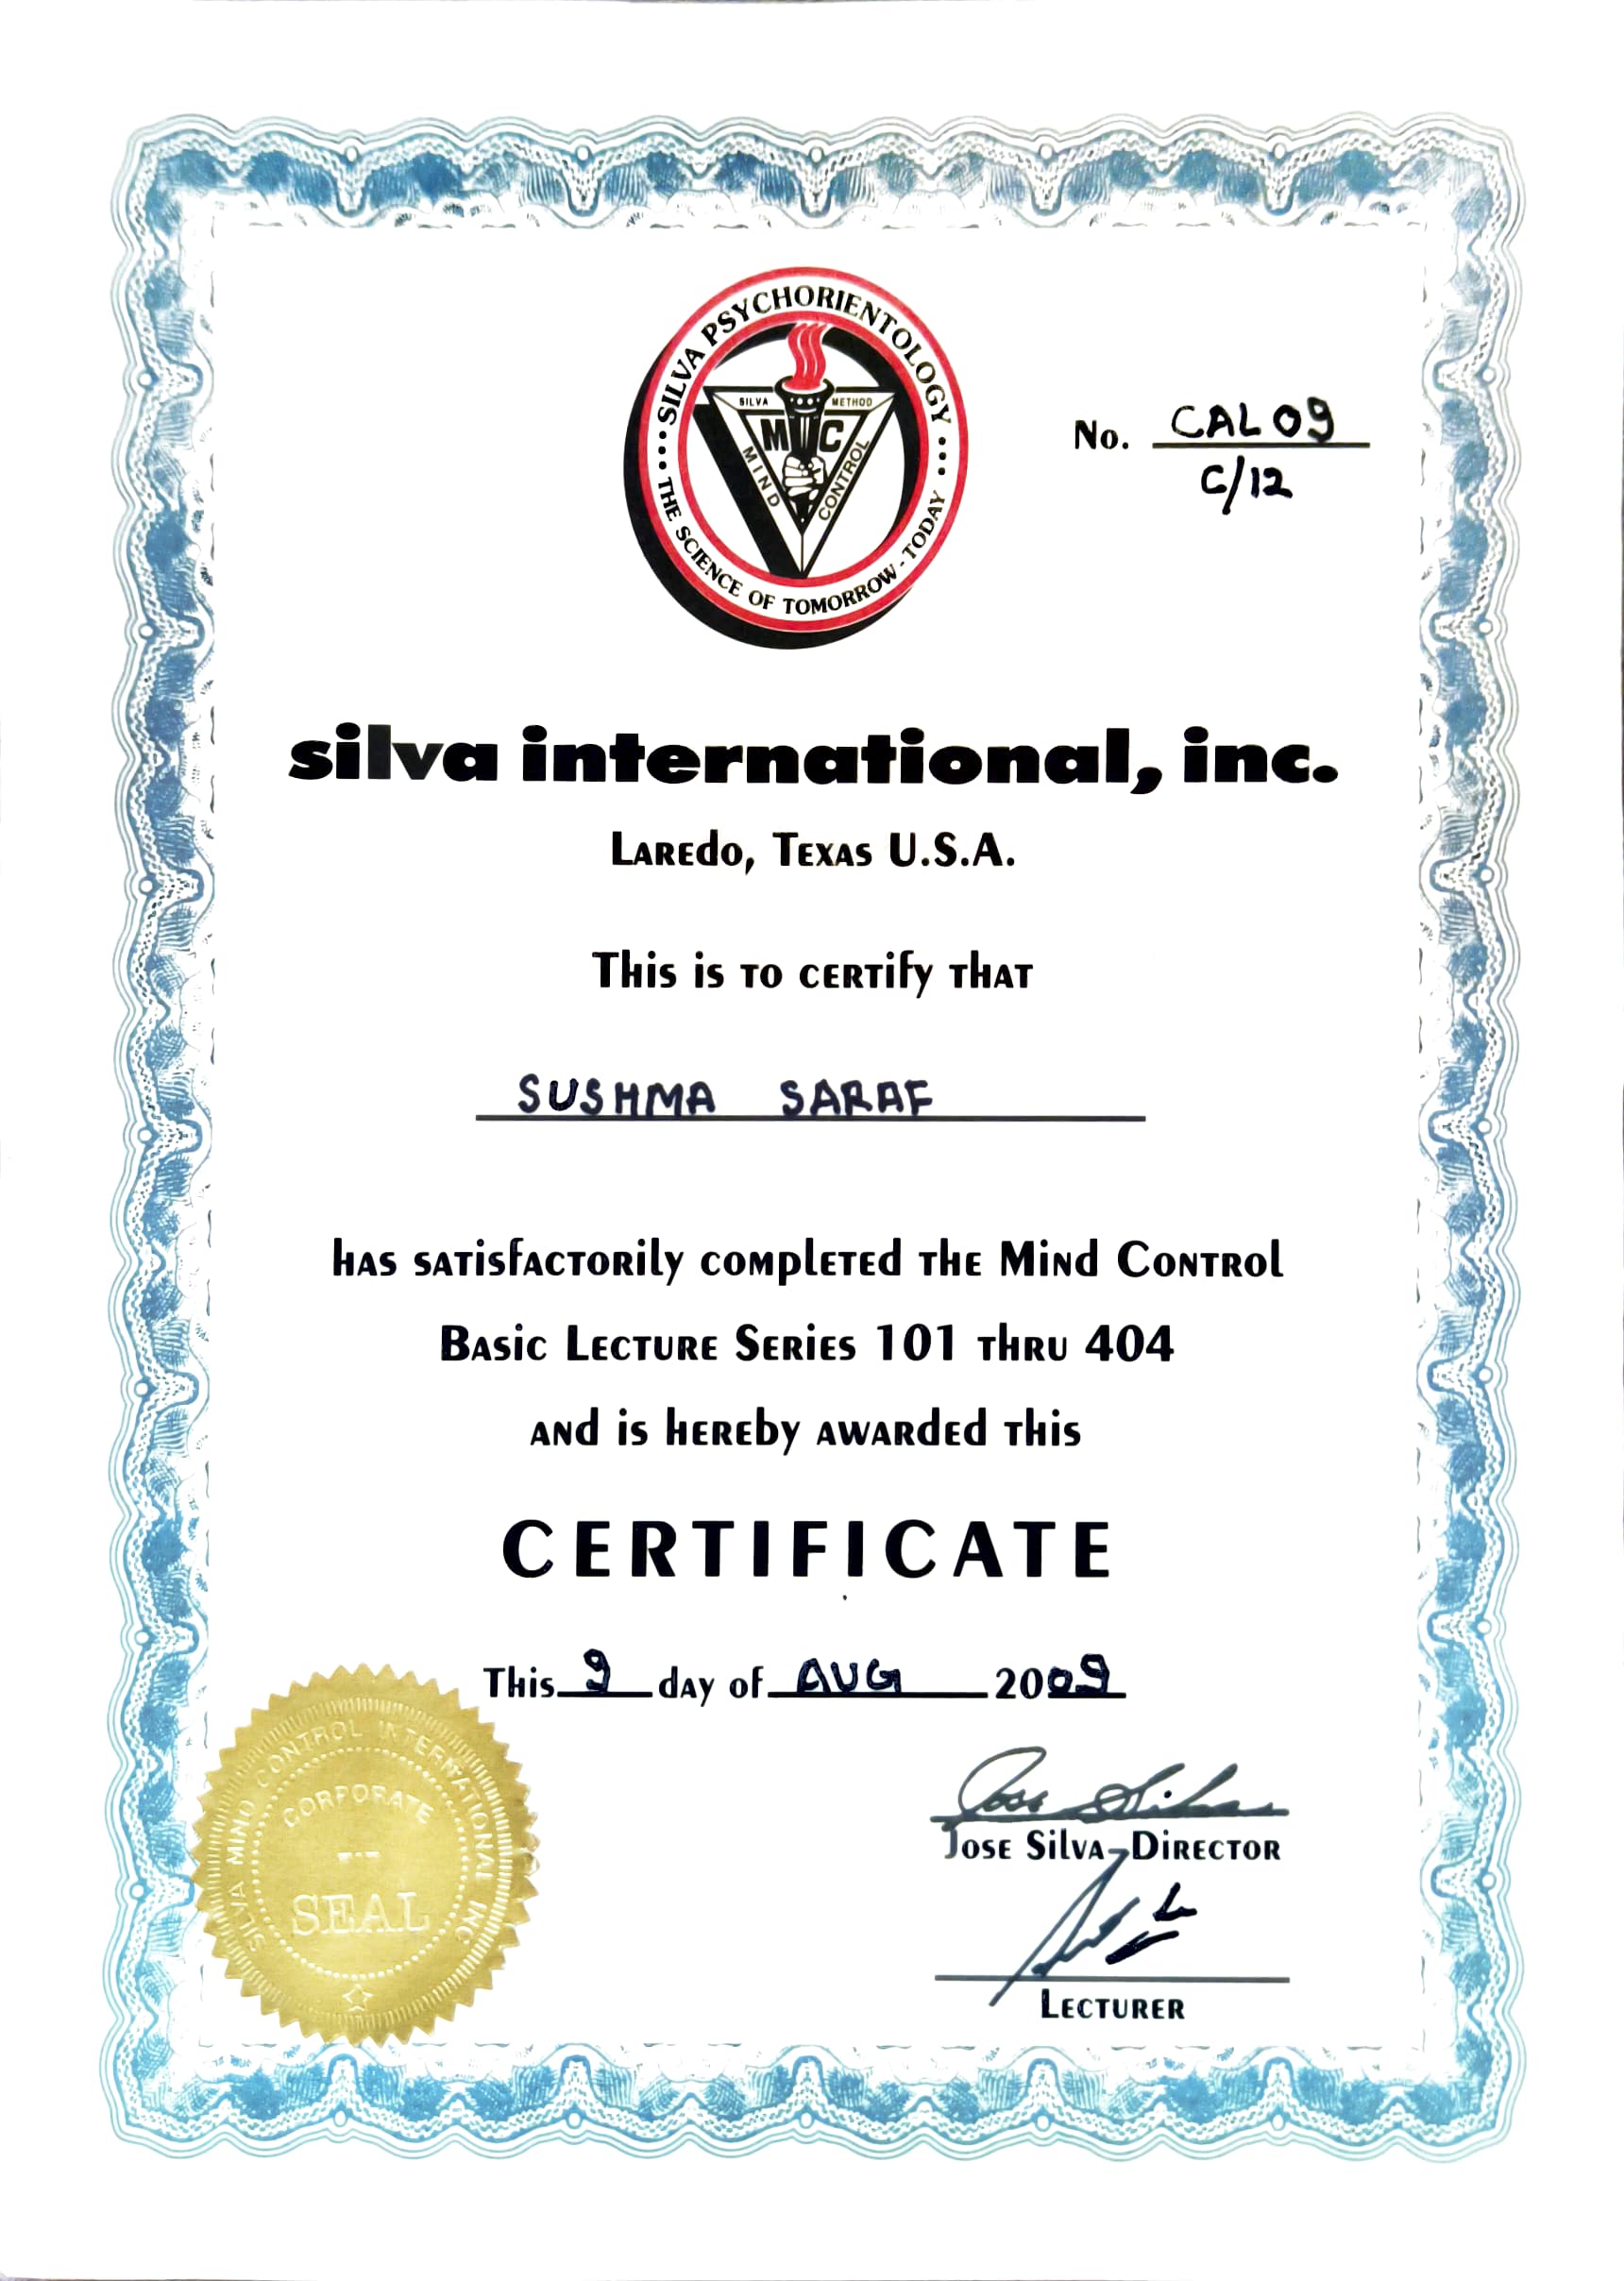 SILVA PSYCHORIENTOLOGY
THE SCIENCE OF TOMORROW - TODAY
SILVA METHOD
M C
MIND CONTROL
No. CAL 09
C/12
silva international, inc.
Laredo, Texas U.S.A.
This is to certify that
SUSHMA SARAF
has satisfactorily completed the Mind Control
Basic Lecture Series 101 thru 404
and is hereby awarded this
CERTIFICATE
This 9 day of AUG 2009
SILVA MIND CONTROL INTERNATIONAL INC
CORPORATE
SEAL
Jose Silva
Jose Silva-Director
Lecturer